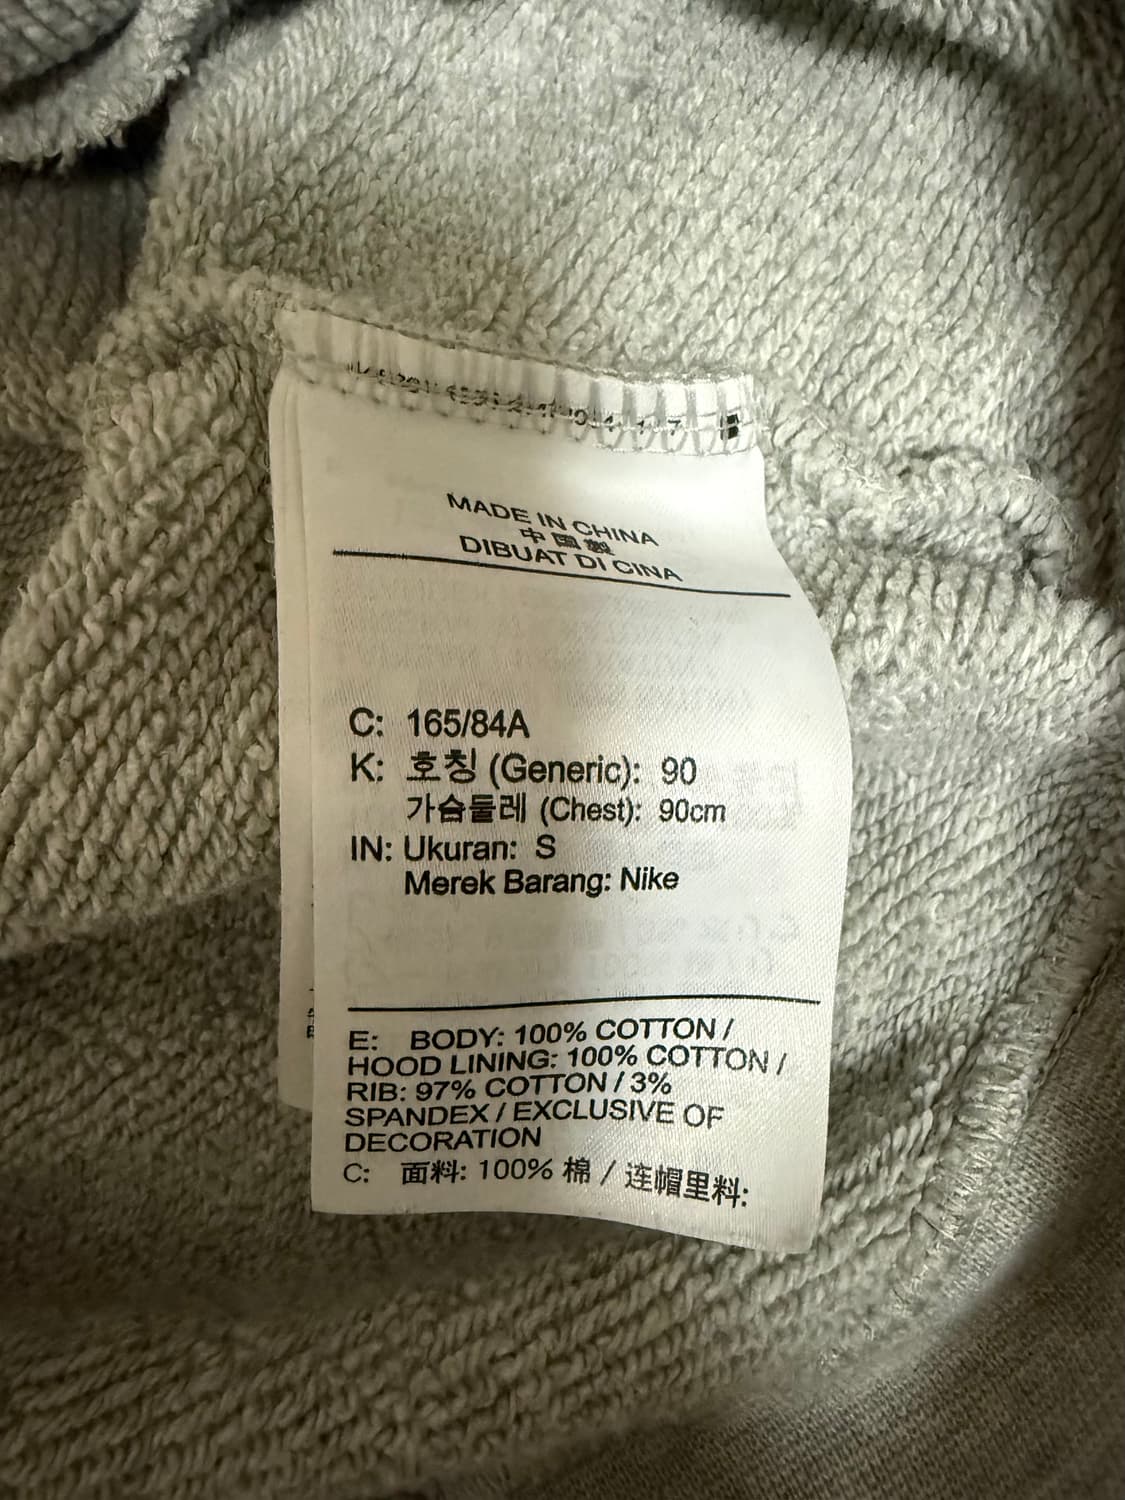 MADE IN CHINA
中国製
DIBUAT DI CINA
C: 165/84A
K: 호칭 (Generic): 90
가슴둘레 (Chest): 90cm
IN: Ukuran: S
Merek Barang: Nike
E: BODY: 100% COTTON /
HOOD LINING: 100% COTTON /
RIB: 97% COTTON / 3%
SPANDEX / EXCLUSIVE OF
DECORATION
C: 面料: 100% 棉 / 连帽里料: